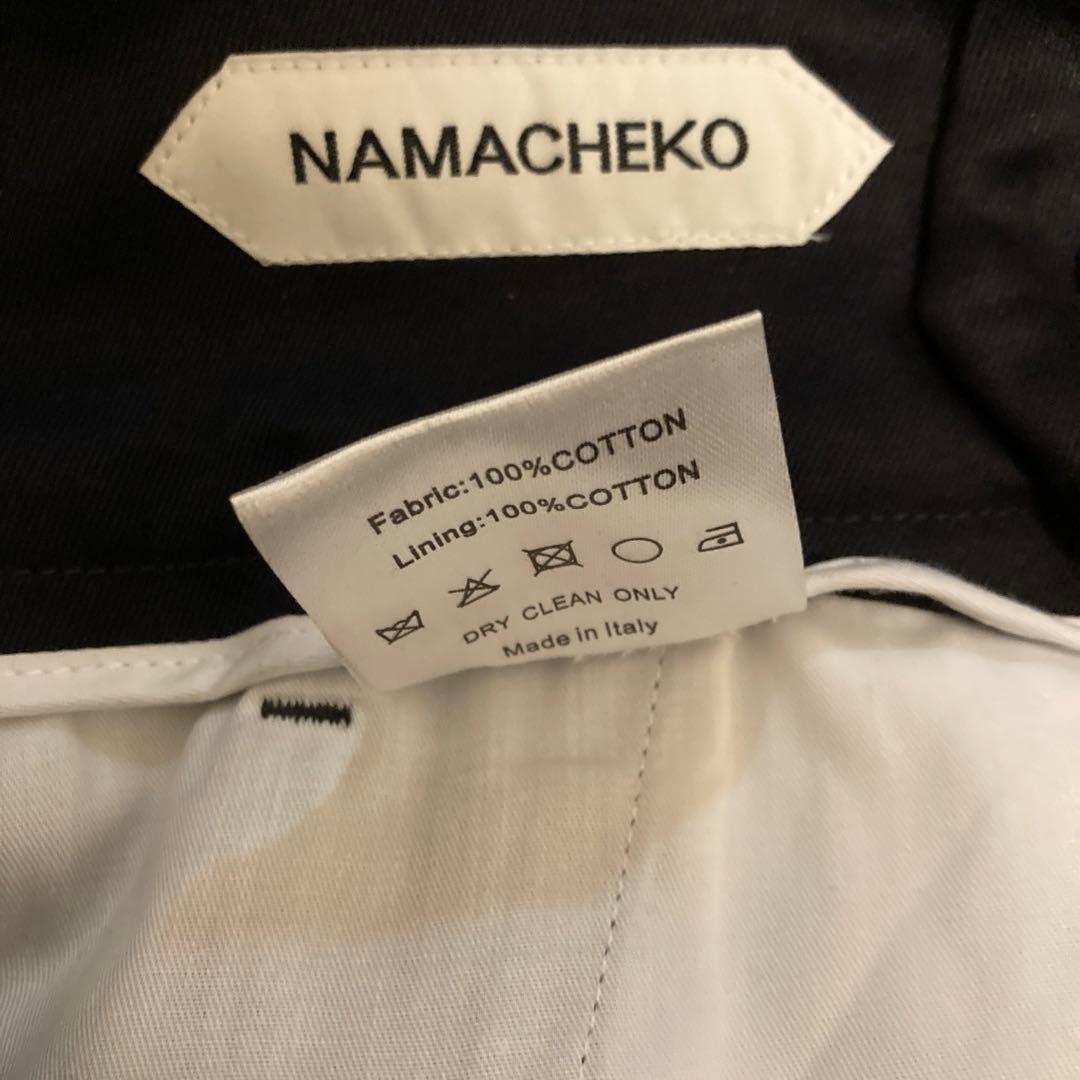 NAMACHEKO
Fabric:100%COTTON
Lining:100%COTTON
DRY CLEAN ONLY
Made in Italy